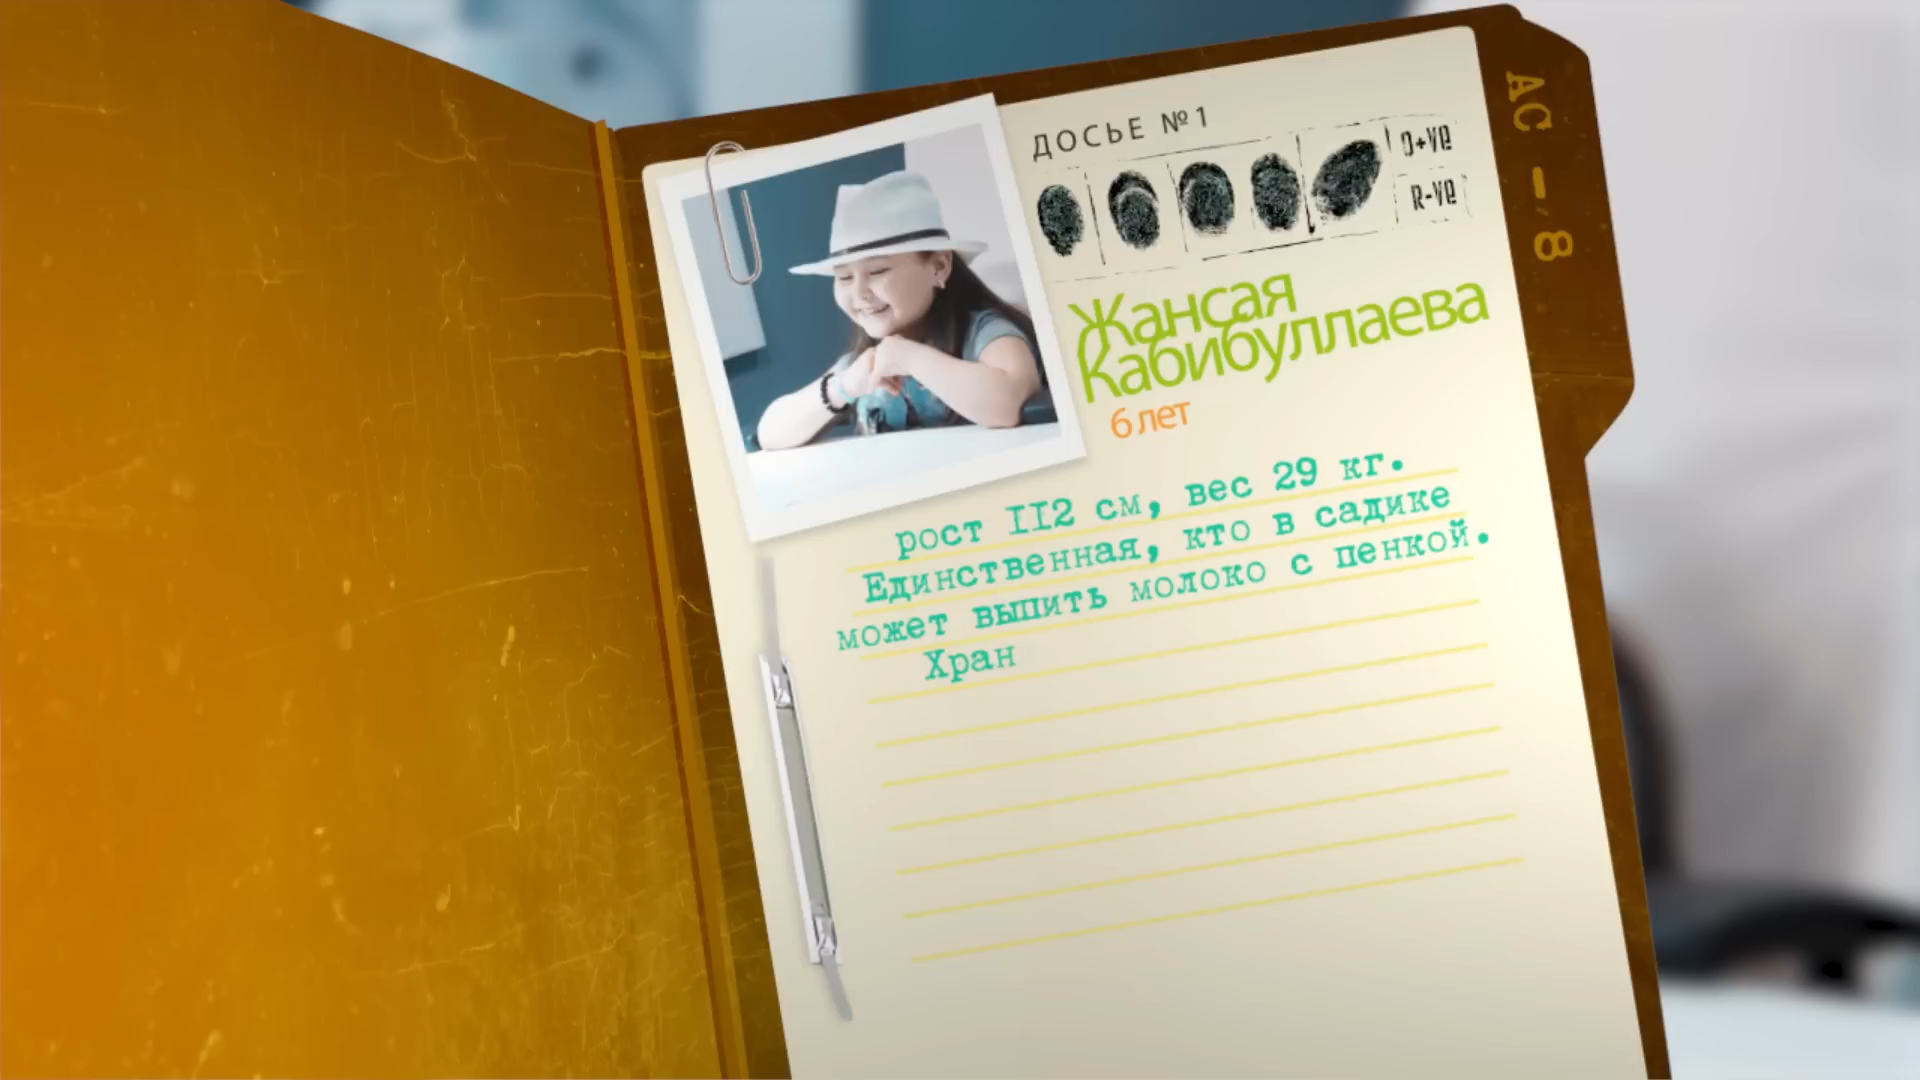 ДОСЬЕ №1
O+VE
R-VE
AC - 8
Жансая
Кабибуллаева
6 лет
рост 112 см, вес 29 кг.
Единственная, кто в садике
может выпить молоко с пенкой.
Хран